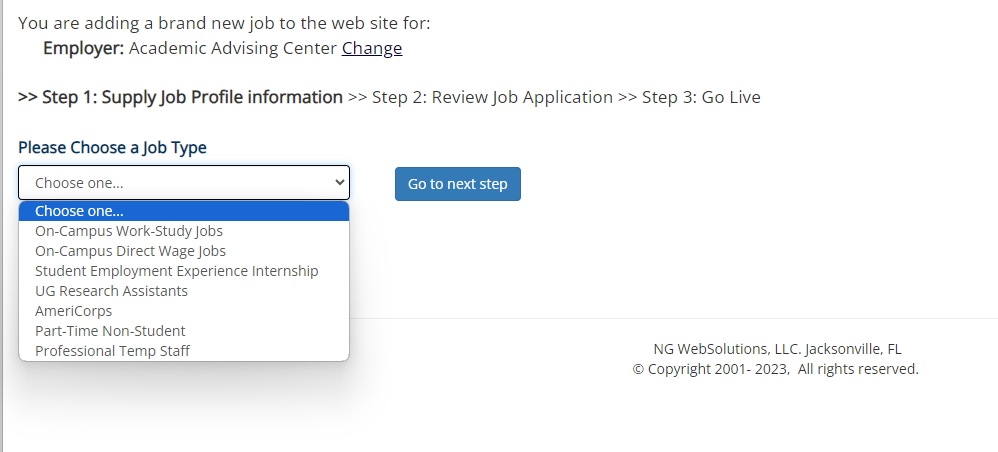 You are adding a brand new job to the web site for:
Employer: Academic Advising Center Change
>> Step 1: Supply Job Profile information >> Step 2: Review Job Application >> Step 3: Go Live
Please Choose a Job Type
Choose one...
Go to next step
Choose one...
On-Campus Work-Study Jobs
On-Campus Direct Wage Jobs
Student Employment Experience Internship
UG Research Assistants
AmeriCorps
Part-Time Non-Student
Professional Temp Staff
NG WebSolutions, LLC. Jacksonville, FL
© Copyright 2001- 2023, All rights reserved.